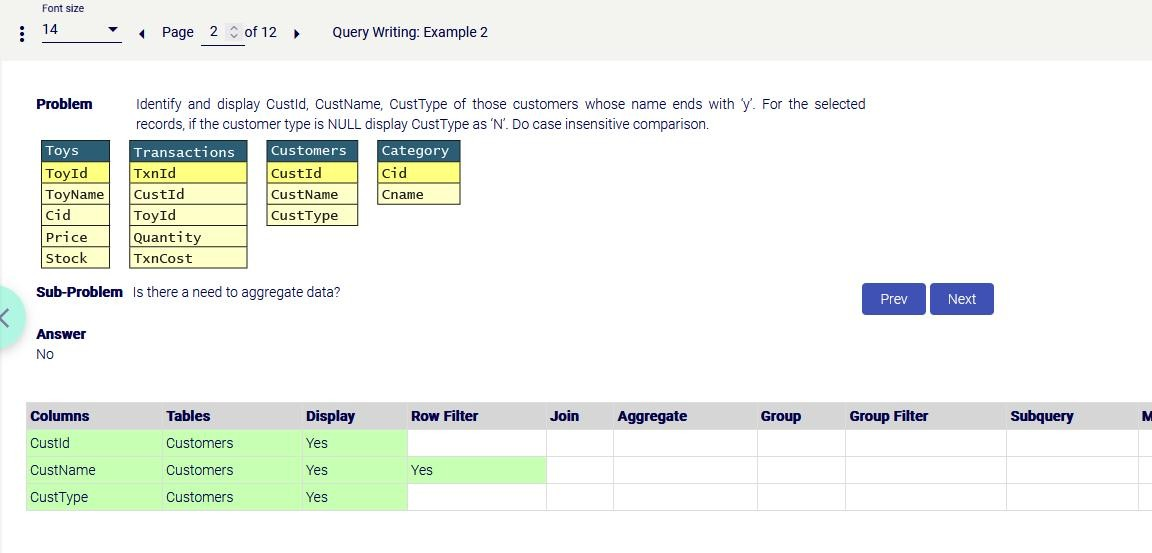 Font size
14 Page 2 of 12 Query Writing: Example 2
Problem Identify and display CustId, CustName, CustType of those customers whose name ends with 'y'. For the selected
records, if the customer type is NULL display CustType as 'N'. Do case insensitive comparison.
Toys Transactions Customers Category
ToyId TxnId CustId Cid
ToyName CustId CustName Cname
Cid ToyId CustType
Price Quantity
Stock TxnCost
Sub-Problem Is there a need to aggregate data?
Prev Next
Answer
No
Columns Tables Display Row Filter Join Aggregate Group Group Filter Subquery M
CustId Customers Yes
CustName Customers Yes Yes
CustType Customers Yes